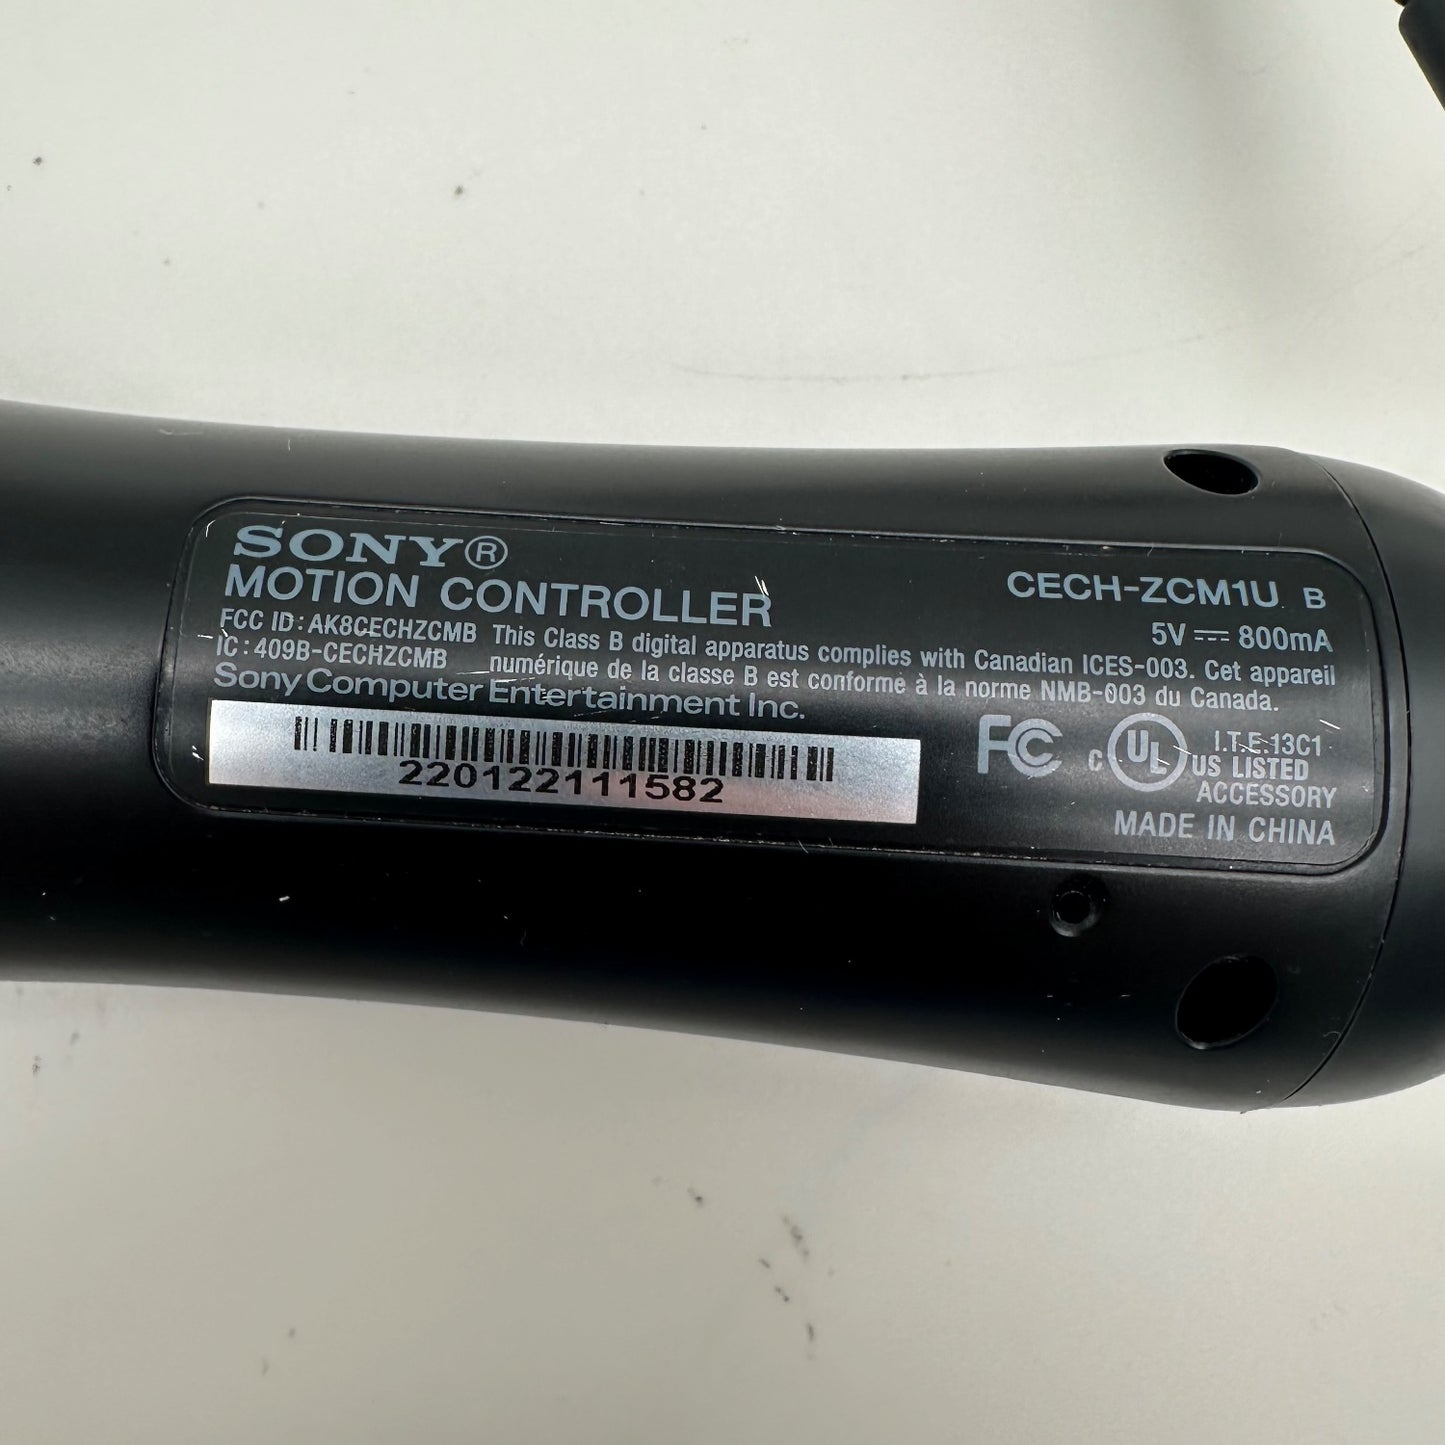 SONY®
MOTION CONTROLLER
CECH-ZCM1U B
5V ⎓ 800mA
FCC ID: AK8CECHZCMB This Class B digital apparatus complies with Canadian ICES-003. Cet appareil
IC: 409B-CECHZCMB numérique de la classe B est conforme à la norme NMB-003 du Canada.
Sony Computer Entertainment Inc.
220122111582
FC
C UL US LISTED
I.T.E.13C1
ACCESSORY
MADE IN CHINA